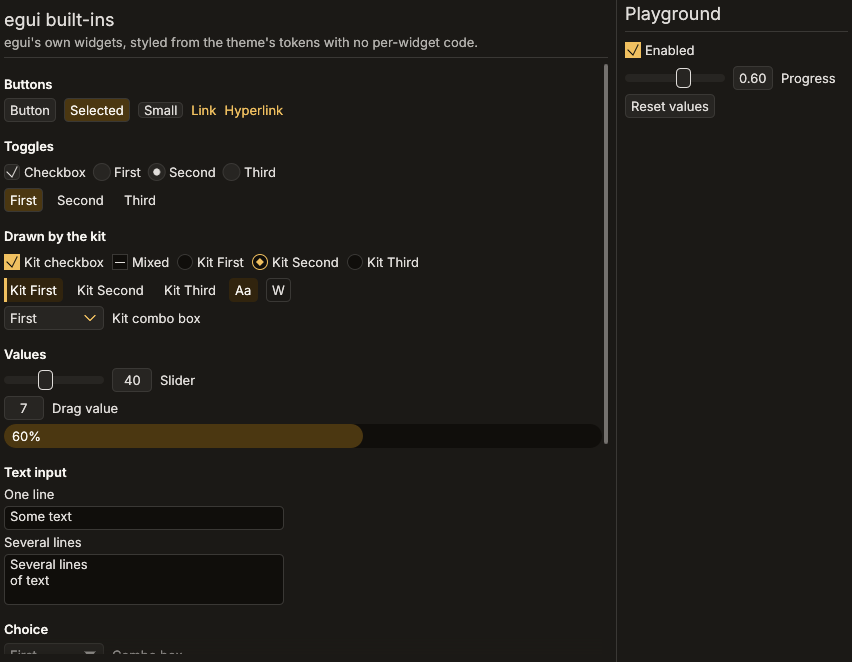 egui built-ins
egui's own widgets, styled from the theme's tokens with no per-widget code.
Buttons
Button Selected Small Link Hyperlink
Toggles
Checkbox First Second Third
First Second Third
Drawn by the kit
Kit checkbox Mixed Kit First Kit Second Kit Third
Kit First Kit Second Kit Third Aa W
First Kit combo box
Values
40 Slider
7 Drag value
60%
Text input
One line
Some text
Several lines
Several lines
of text
Choice
First Combo box
Playground
Enabled
0.60 Progress
Reset values